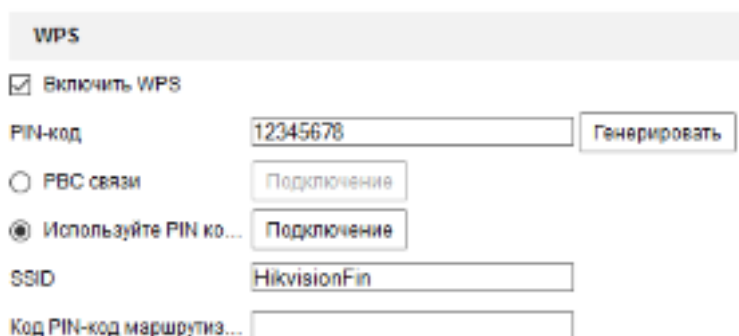 WPS
Включить WPS
PIN-код 12345678 Генерировать
PBC связи Подключение
Используйте PIN ко... Подключение
SSID HikvisionFin
Код PIN-код маршрутиз...